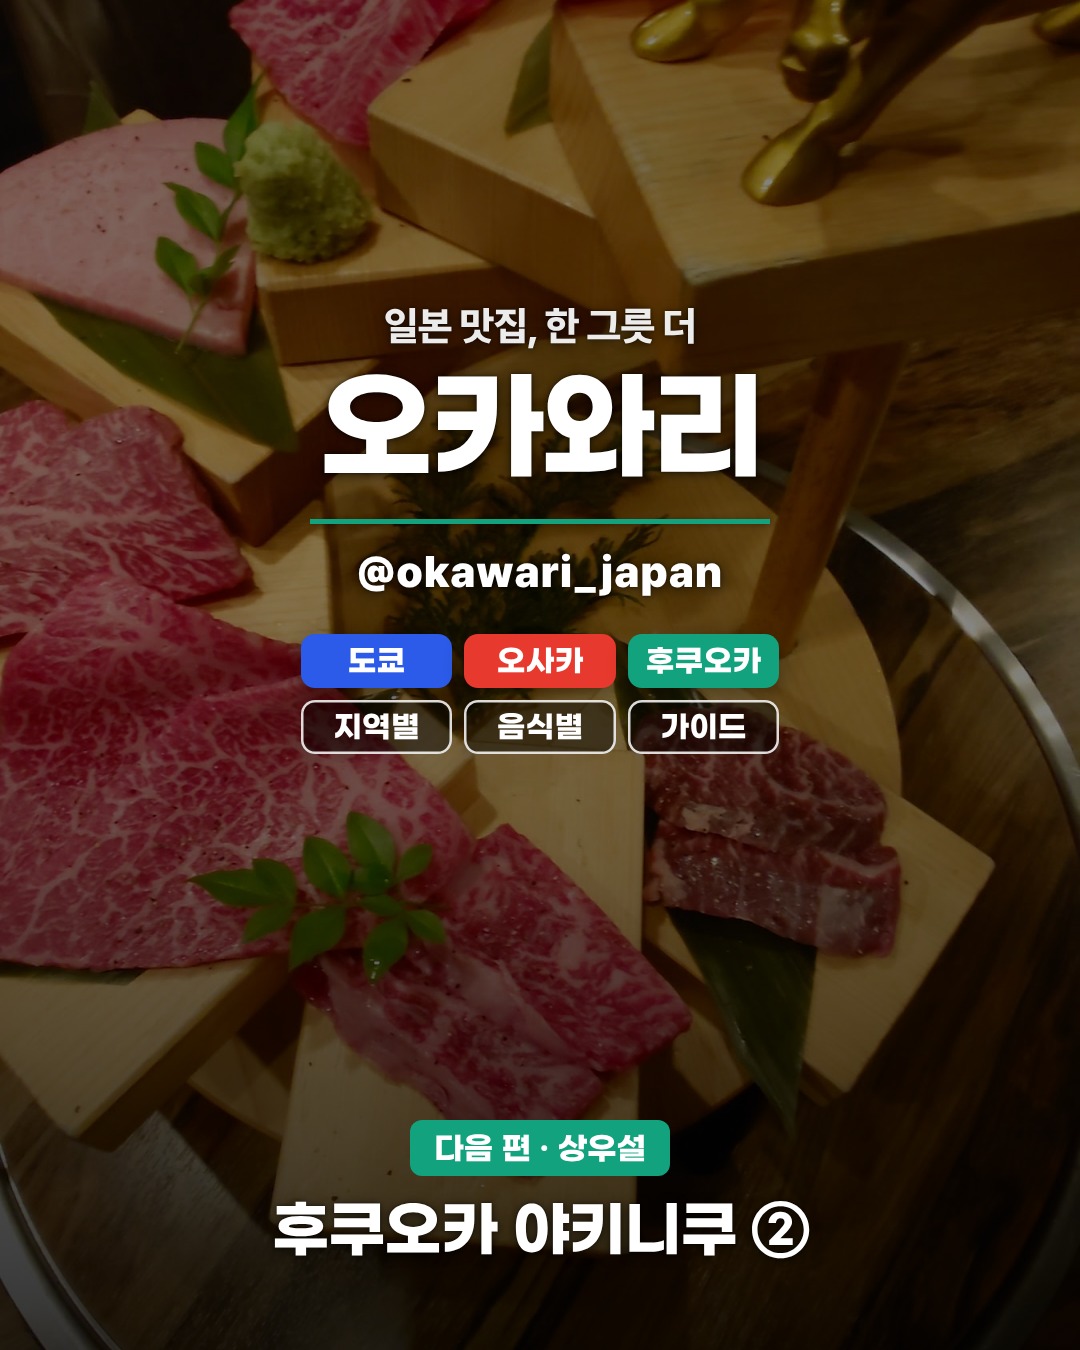 일본 맛집, 한 그릇 더
오카와리
@okawari_japan
도쿄 오사카 후쿠오카
지역별 음식별 가이드
다음 편 · 상우설
후쿠오카 야키니쿠 ②